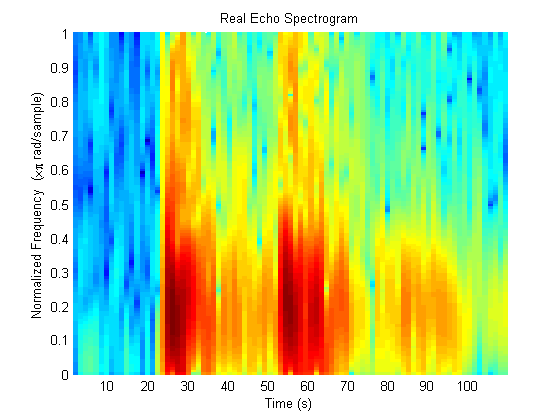 Real Echo Spectrogram
Normalized Frequency (×π rad/sample)
1
0.9
0.8
0.7
0.6
0.5
0.4
0.3
0.2
0.1
0
10 20 30 40 50 60 70 80 90 100
Time (s)